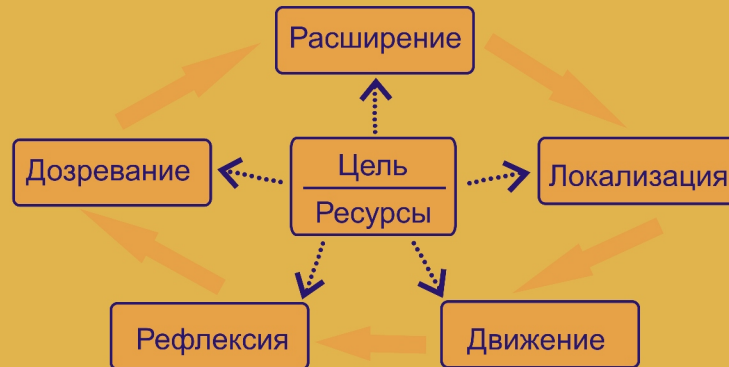 Расширение
Дозревание
Цель
Ресурсы
Локализация
Рефлексия
Движение